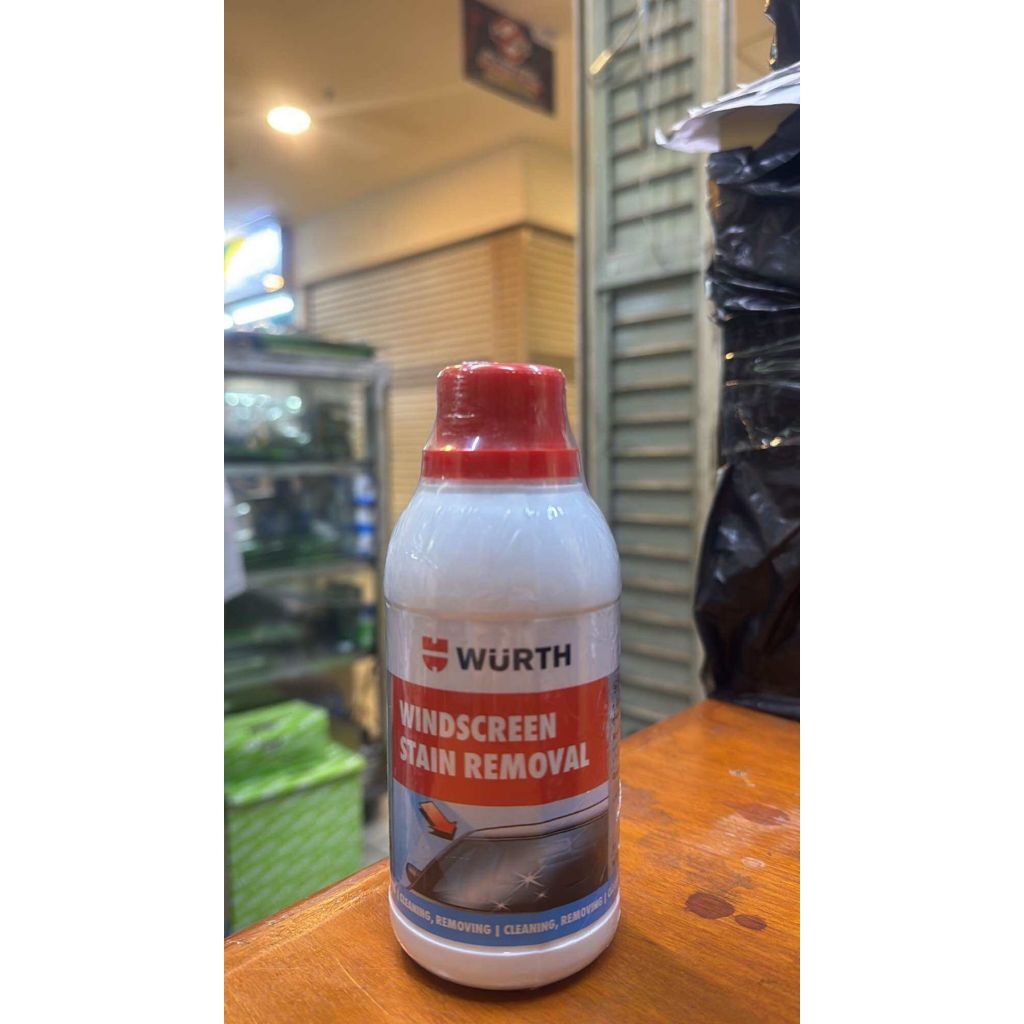 WÜRTH
WINDSCREEN
STAIN REMOVAL
CLEANING, REMOVING | CLEANING, REMOVING |